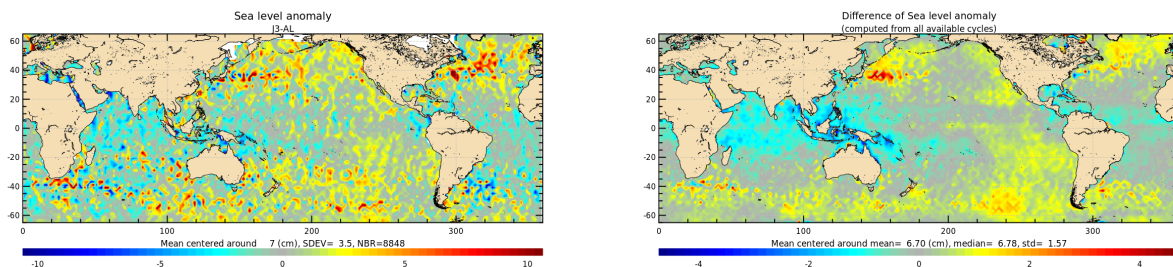 Sea level anomaly
J3-AL
60
40
20
0
-20
-40
-60
0 100 200 300
Mean centered around 7 (cm), SDEV= 3.5, NBR=8848
-10 -5 0 5 10
Difference of Sea level anomaly
(computed from all available cycles)
60
40
20
0
-20
-40
-60
0 100 200 300
Mean centered around mean= 6.70 (cm), median= 6.78, std= 1.57
-4 -2 0 2 4